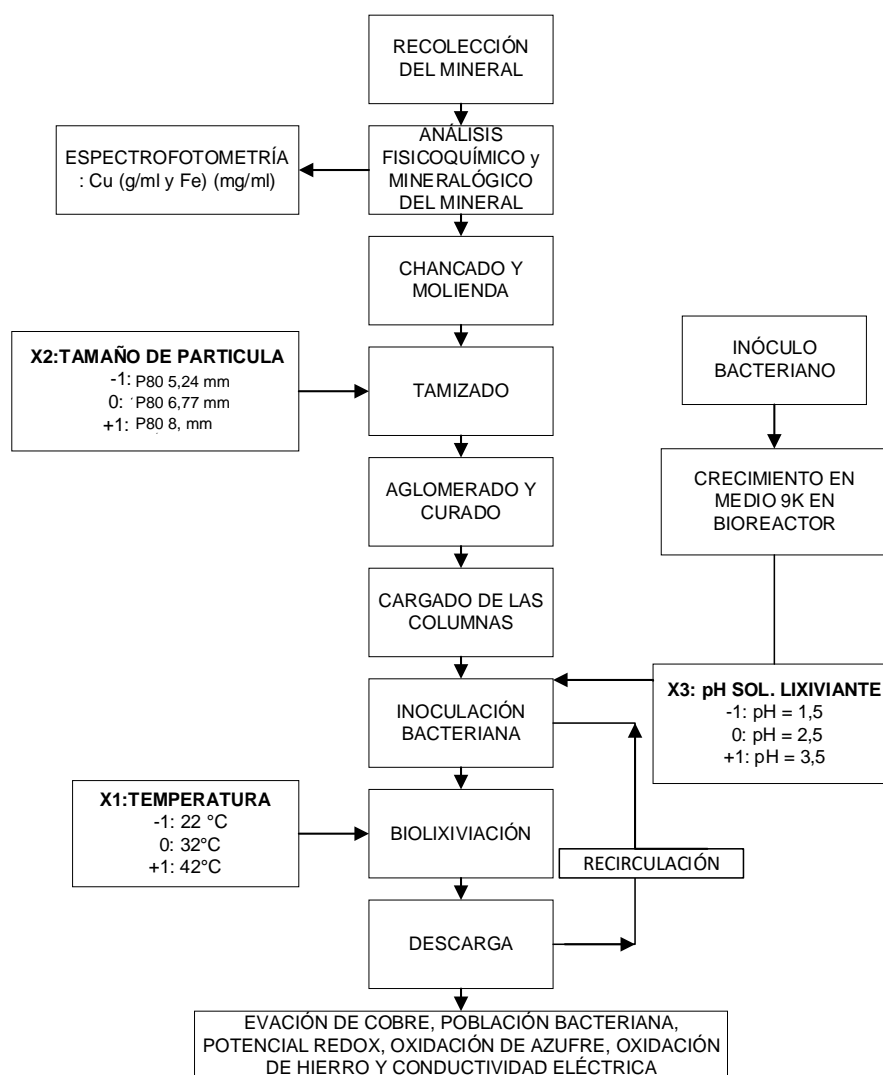 RECOLECCIÓN
DEL MINERAL
ANÁLISIS
FISICOQUÍMICO y
MINERALÓGICO
DEL MINERAL
ESPECTROFOTOMETRÍA
: Cu (g/ml y Fe) (mg/ml)
CHANCADO Y
MOLIENDA
X2:TAMAÑO DE PARTICULA
-1: P80 5,24 mm
0: P80 6,77 mm
+1: P80 8, mm
TAMIZADO
INÓCULO
BACTERIANO
AGLOMERADO Y
CURADO
CRECIMIENTO EN
MEDIO 9K EN
BIOREACTOR
CARGADO DE LAS
COLUMNAS
X3: pH SOL. LIXIVIANTE
-1: pH = 1,5
0: pH = 2,5
+1: pH = 3,5
INOCULACIÓN
BACTERIANA
X1:TEMPERATURA
-1: 22 °C
0: 32°C
+1: 42°C
BIOLIXIVIACIÓN
RECIRCULACIÓN
DESCARGA
EVACIÓN DE COBRE, POBLACIÓN BACTERIANA,
POTENCIAL REDOX, OXIDACIÓN DE AZUFRE, OXIDACIÓN
DE HIERRO Y CONDUCTIVIDAD ELÉCTRICA